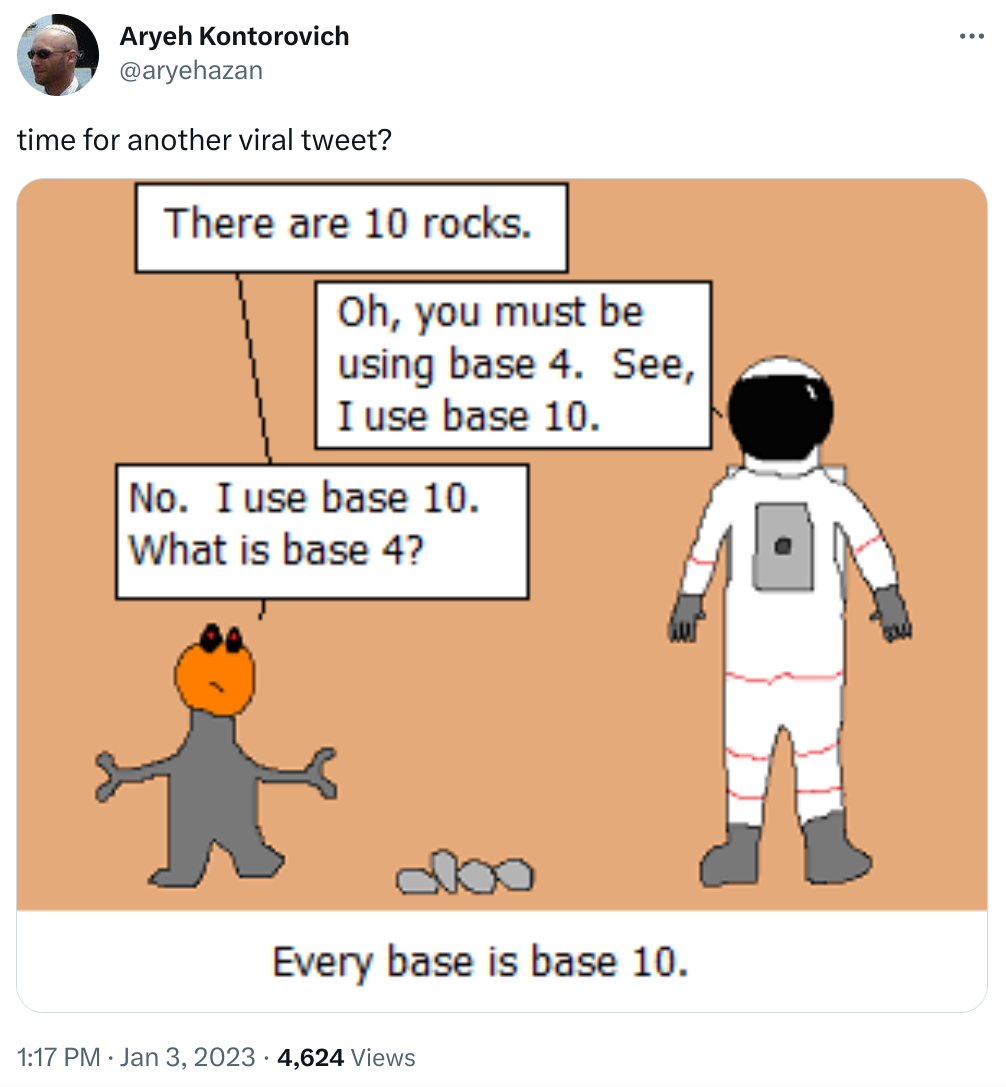 Aryeh Kontorovich
@aryehazan
time for another viral tweet?
There are 10 rocks.
Oh, you must be
using base 4.  See,
I use base 10.
No.  I use base 10.
What is base 4?
Every base is base 10.
1:17 PM · Jan 3, 2023 · 4,624 Views